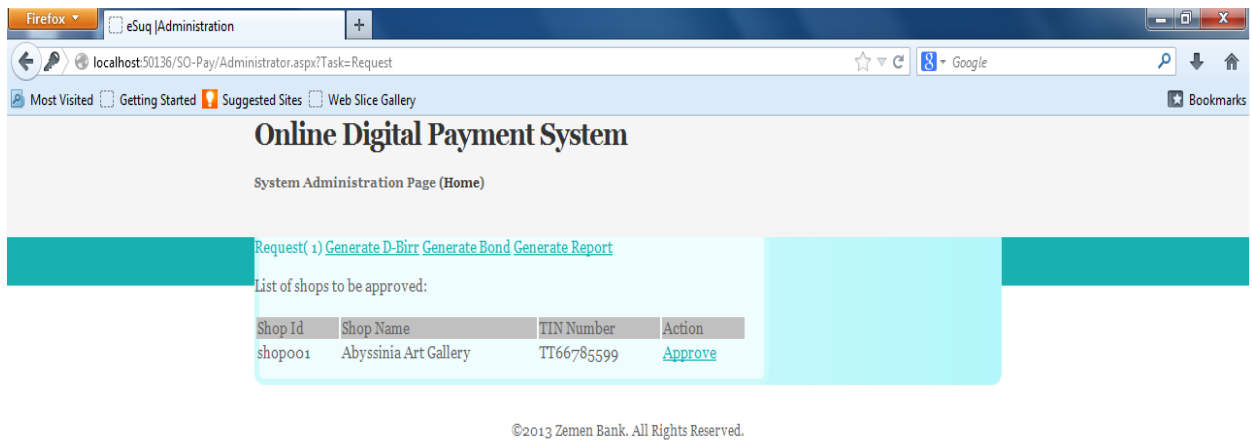 Firefox
eSuq |Administration
+
localhost:50136/SO-Pay/Administrator.aspx?Task=Request
8 Google
Most Visited Getting Started Suggested Sites Web Slice Gallery Bookmarks
Online Digital Payment System
System Administration Page (Home)
Request( 1) Generate D-Birr Generate Bond Generate Report
List of shops to be approved:
Shop Id Shop Name TIN Number Action
shop001 Abyssinia Art Gallery TT66785599 Approve
©2013 Zemen Bank. All Rights Reserved.